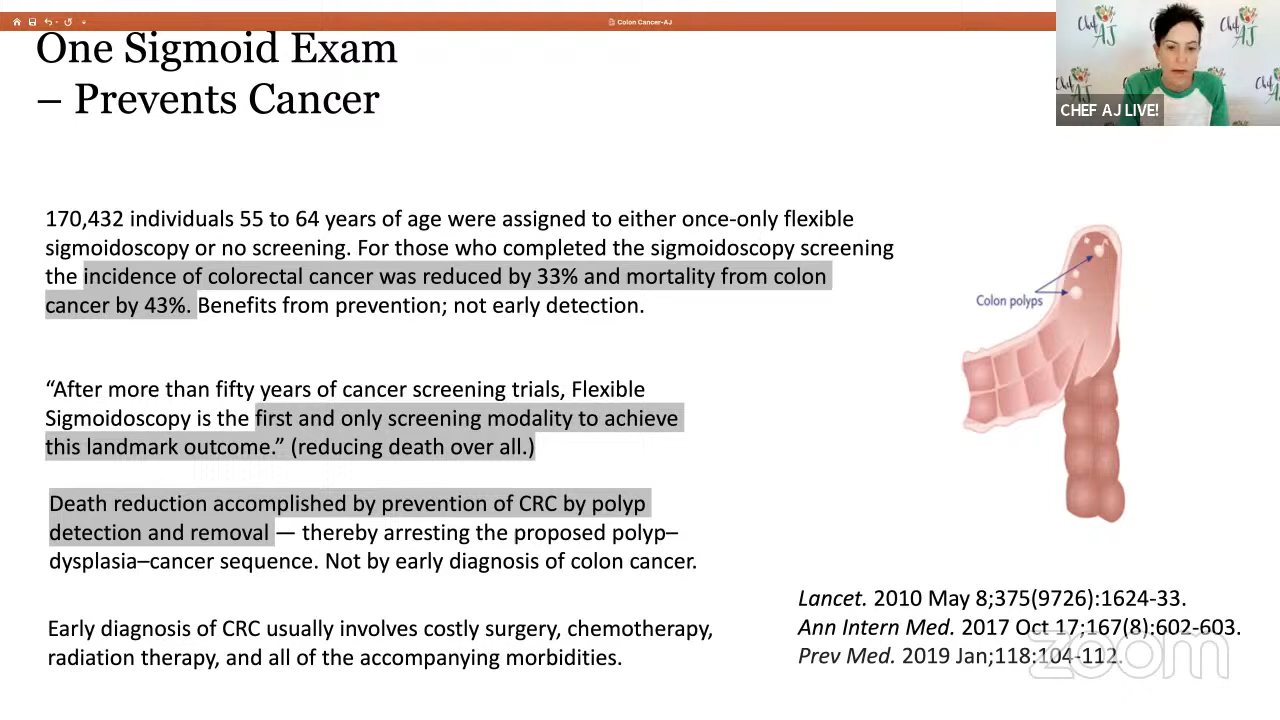 Colon Cancer-AJ
One Sigmoid Exam
– Prevents Cancer
Chef
AJ
Chef
AJ
CHEF AJ LIVE!
170,432 individuals 55 to 64 years of age were assigned to either once-only flexible
sigmoidoscopy or no screening. For those who completed the sigmoidoscopy screening
the incidence of colorectal cancer was reduced by 33% and mortality from colon
cancer by 43%. Benefits from prevention; not early detection.
Colon polyps
“After more than fifty years of cancer screening trials, Flexible
Sigmoidoscopy is the first and only screening modality to achieve
this landmark outcome.” (reducing death over all.)
Death reduction accomplished by prevention of CRC by polyp
detection and removal — thereby arresting the proposed polyp–
dysplasia–cancer sequence. Not by early diagnosis of colon cancer.
Early diagnosis of CRC usually involves costly surgery, chemotherapy,
radiation therapy, and all of the accompanying morbidities.
Lancet. 2010 May 8;375(9726):1624-33.
Ann Intern Med. 2017 Oct 17;167(8):602-603.
Prev Med. 2019 Jan;118:104-112.
zoom